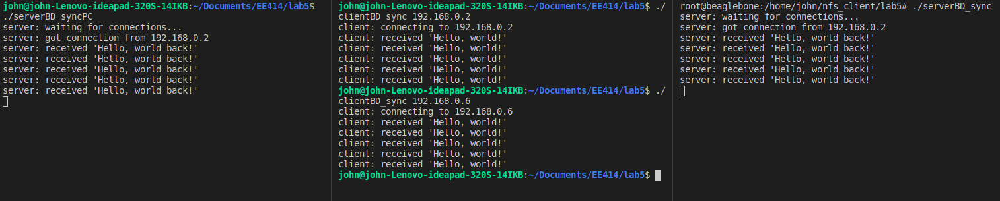 john@john-Lenovo-ideapad-320S-14IKB:~/Documents/EE414/lab5$
./serverBD_syncPC
server: waiting for connections...
server: got connection from 192.168.0.2
server: received 'Hello, world back!'
server: received 'Hello, world back!'
server: received 'Hello, world back!'
server: received 'Hello, world back!'
server: received 'Hello, world back!'
john@john-Lenovo-ideapad-320S-14IKB:~/Documents/EE414/lab5$ ./
clientBD_sync 192.168.0.2
client: connecting to 192.168.0.2
client: received 'Hello, world!'
client: received 'Hello, world!'
client: received 'Hello, world!'
client: received 'Hello, world!'
client: received 'Hello, world!'
john@john-Lenovo-ideapad-320S-14IKB:~/Documents/EE414/lab5$ ./
clientBD_sync 192.168.0.6
client: connecting to 192.168.0.6
client: received 'Hello, world!'
client: received 'Hello, world!'
client: received 'Hello, world!'
client: received 'Hello, world!'
client: received 'Hello, world!'
john@john-Lenovo-ideapad-320S-14IKB:~/Documents/EE414/lab5$
root@beaglebone:/home/john/nfs_client/lab5# ./serverBD_sync
server: waiting for connections...
server: got connection from 192.168.0.2
server: received 'Hello, world back!'
server: received 'Hello, world back!'
server: received 'Hello, world back!'
server: received 'Hello, world back!'
server: received 'Hello, world back!'